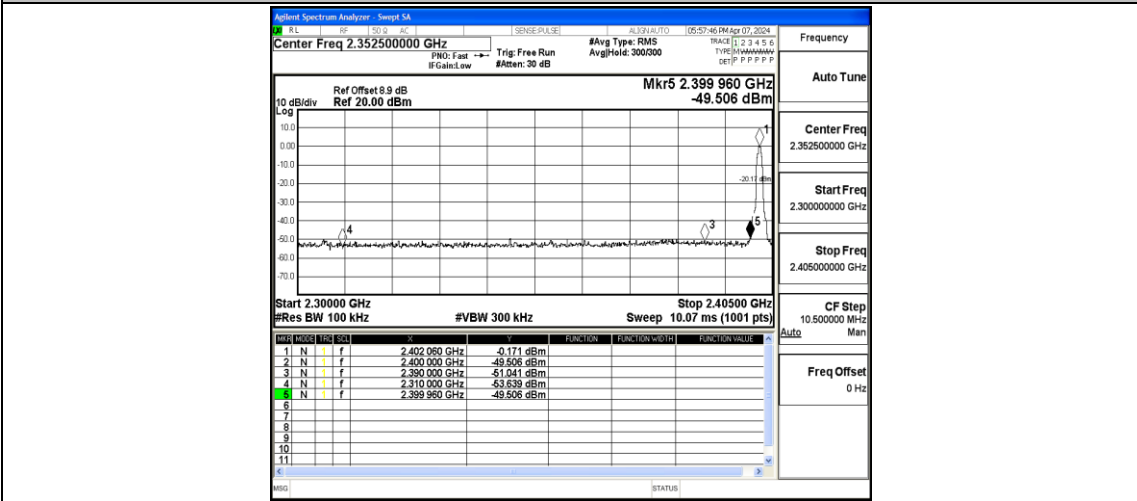 Agilent Spectrum Analyzer - Swept SA
RL RF 50 Ω AC SENSE:PULSE ALIGN AUTO 05:57:46 PM Apr 07, 2024
Center Freq 2.352500000 GHz
PNO: Fast
IFGain:Low
Trig: Free Run
#Atten: 30 dB
#Avg Type: RMS
Avg|Hold: 300/300
TRACE 1 2 3 4 5 6
TYPE M
DET P P P P P P
Frequency
Auto Tune
Center Freq
2.352500000 GHz
Start Freq
2.300000000 GHz
Stop Freq
2.405000000 GHz
CF Step
10.500000 MHz
Auto Man
Freq Offset
0 Hz
Mkr5 2.399 960 GHz
-49.506 dBm
Ref Offset 8.9 dB
10 dB/div Ref 20.00 dBm
Log
10.0
0.00
-10.0
-20.0
-30.0
-40.0
-50.0
-60.0
-70.0
1
-20.17 dBm
3
4
5
Start 2.30000 GHz Stop 2.40500 GHz
#Res BW 100 kHz #VBW 300 kHz Sweep 10.07 ms (1001 pts)
MKR MODE TRC SCL X Y FUNCTION FUNCTION WIDTH FUNCTION VALUE
1 N 1 f 2.402 060 GHz -0.171 dBm
2 N 1 f 2.400 000 GHz -49.506 dBm
3 N 1 f 2.390 000 GHz -51.041 dBm
4 N 1 f 2.310 000 GHz -53.639 dBm
5 N 1 f 2.399 960 GHz -49.506 dBm
6
7
8
9
10
11
MSG STATUS